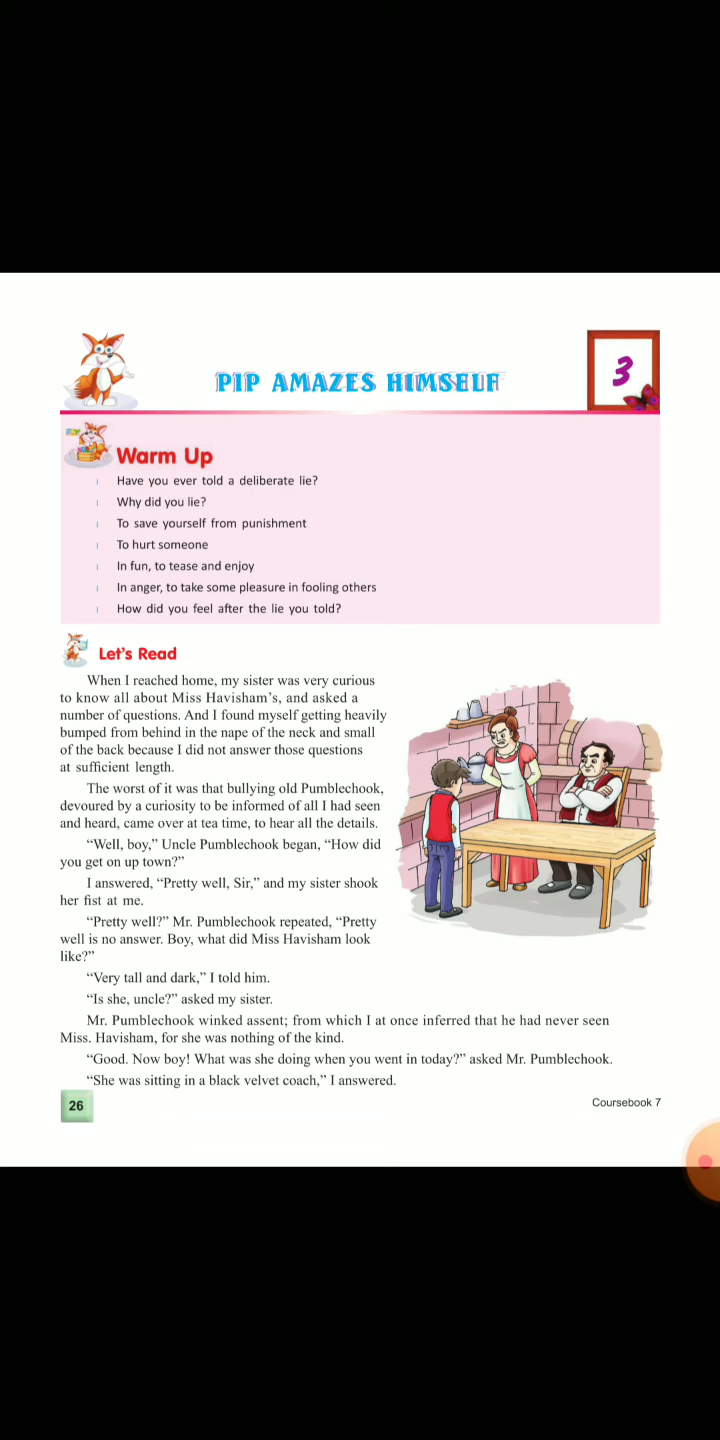 PIP AMAZES HIMSELF
3
Warm Up
Have you ever told a deliberate lie?
Why did you lie?
To save yourself from punishment
To hurt someone
In fun, to tease and enjoy
In anger, to take some pleasure in fooling others
How did you feel after the lie you told?
Let's Read
When I reached home, my sister was very curious
to know all about Miss Havisham's, and asked a
number of questions. And I found myself getting heavily
bumped from behind in the nape of the neck and small
of the back because I did not answer those questions
at sufficient length.
The worst of it was that bullying old Pumblechook,
devoured by a curiosity to be informed of all I had seen
and heard, came over at tea time, to hear all the details.
“Well, boy,” Uncle Pumblechook began, “How did
you get on up town?”
I answered, “Pretty well, Sir,” and my sister shook
her fist at me.
“Pretty well?” Mr. Pumblechook repeated, “Pretty
well is no answer. Boy, what did Miss Havisham look
like?”
“Very tall and dark,” I told him.
“Is she, uncle?” asked my sister.
Mr. Pumblechook winked assent; from which I at once inferred that he had never seen
Miss. Havisham, for she was nothing of the kind.
“Good. Now boy! What was she doing when you went in today?” asked Mr. Pumblechook.
“She was sitting in a black velvet coach,” I answered.
26
Coursebook 7